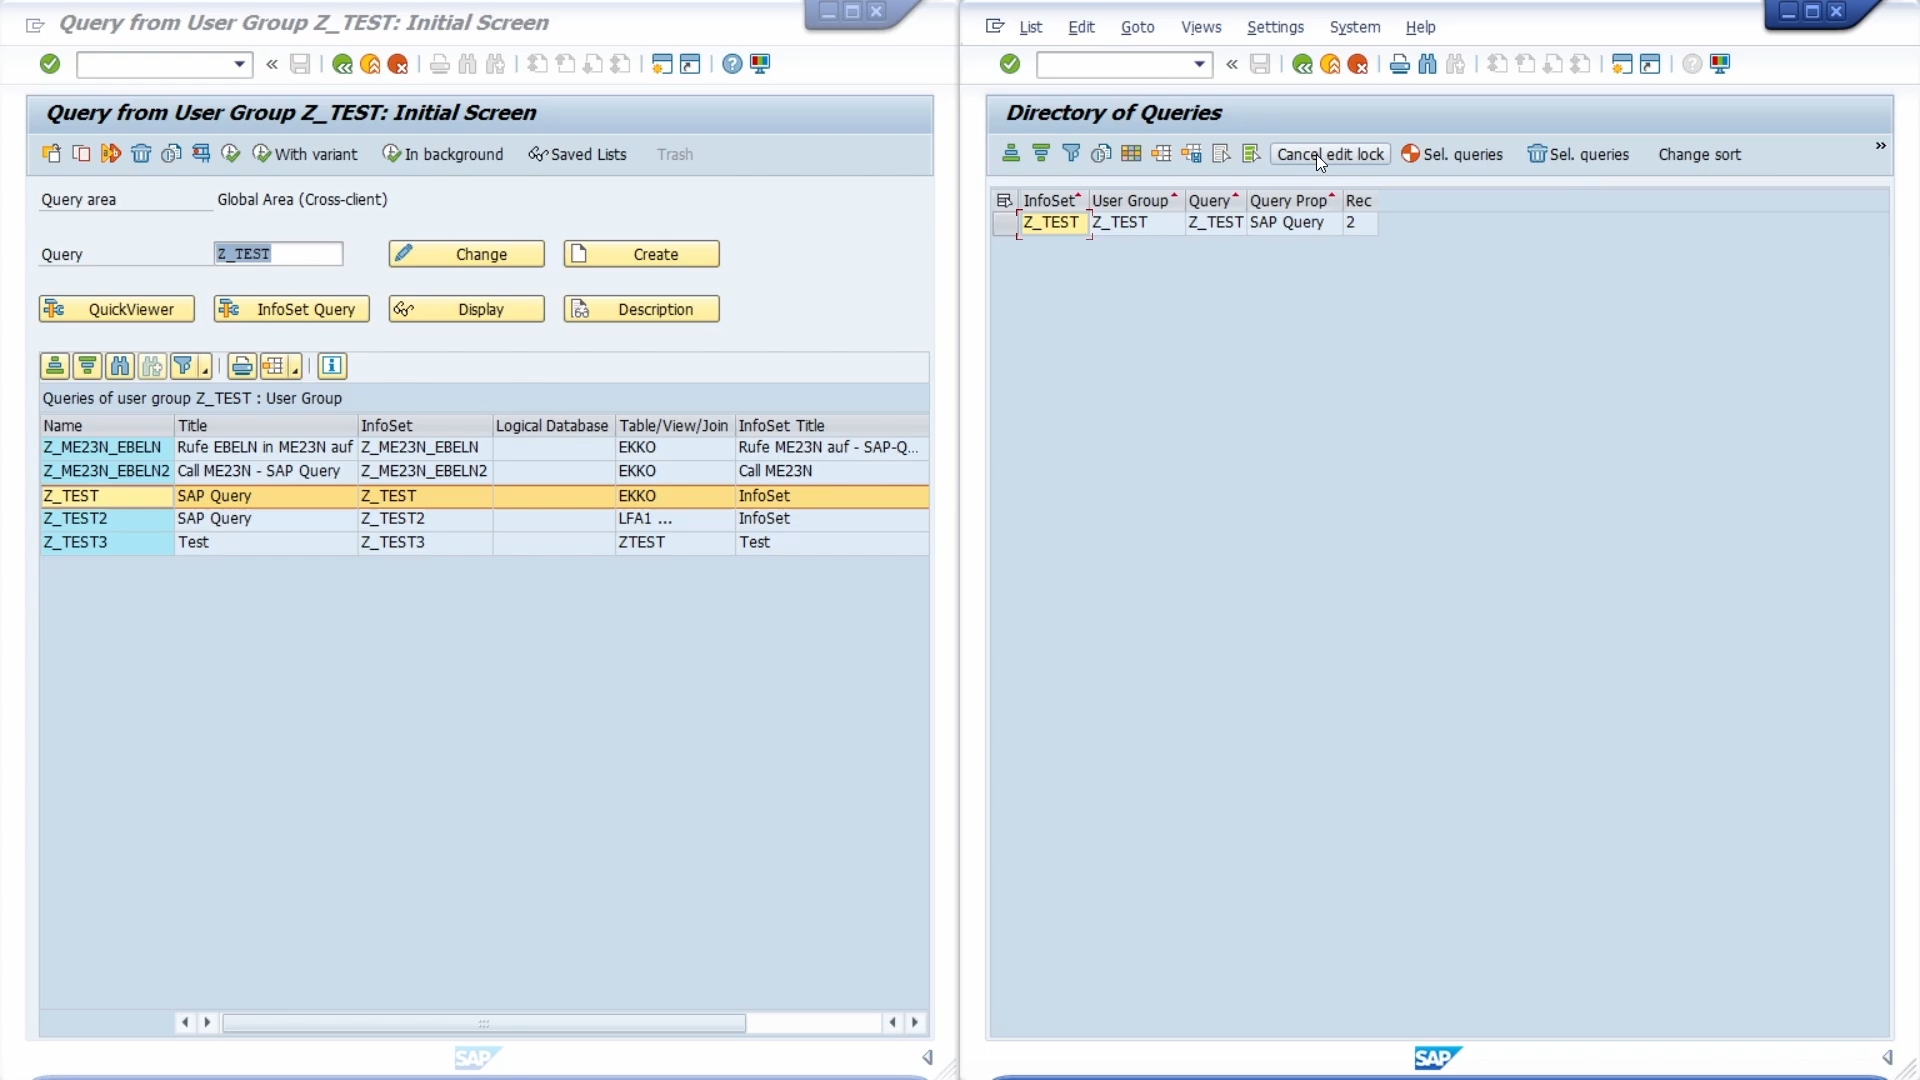 Query from User Group Z_TEST: Initial Screen
«
Query from User Group Z_TEST: Initial Screen
With variant In background Saved Lists Trash
Query area Global Area (Cross-client)
Query Z_TEST Change Create
QuickViewer InfoSet Query Display Description
Queries of user group Z_TEST : User Group
Name Title InfoSet Logical Database Table/View/Join InfoSet Title
Z_ME23N_EBELN Rufe EBELN in ME23N auf Z_ME23N_EBELN EKKO Rufe ME23N auf - SAP-Q...
Z_ME23N_EBELN2 Call ME23N - SAP Query Z_ME23N_EBELN2 EKKO Call ME23N
Z_TEST SAP Query Z_TEST EKKO InfoSet
Z_TEST2 SAP Query Z_TEST2 LFA1 ... InfoSet
Z_TEST3 Test Z_TEST3 ZTEST Test
SAP
List Edit Goto Views Settings System Help
«
Directory of Queries
Cancel edit lock Sel. queries Sel. queries Change sort »
InfoSet User Group Query Query Prop Rec
Z_TEST Z_TEST Z_TEST SAP Query 2
SAP